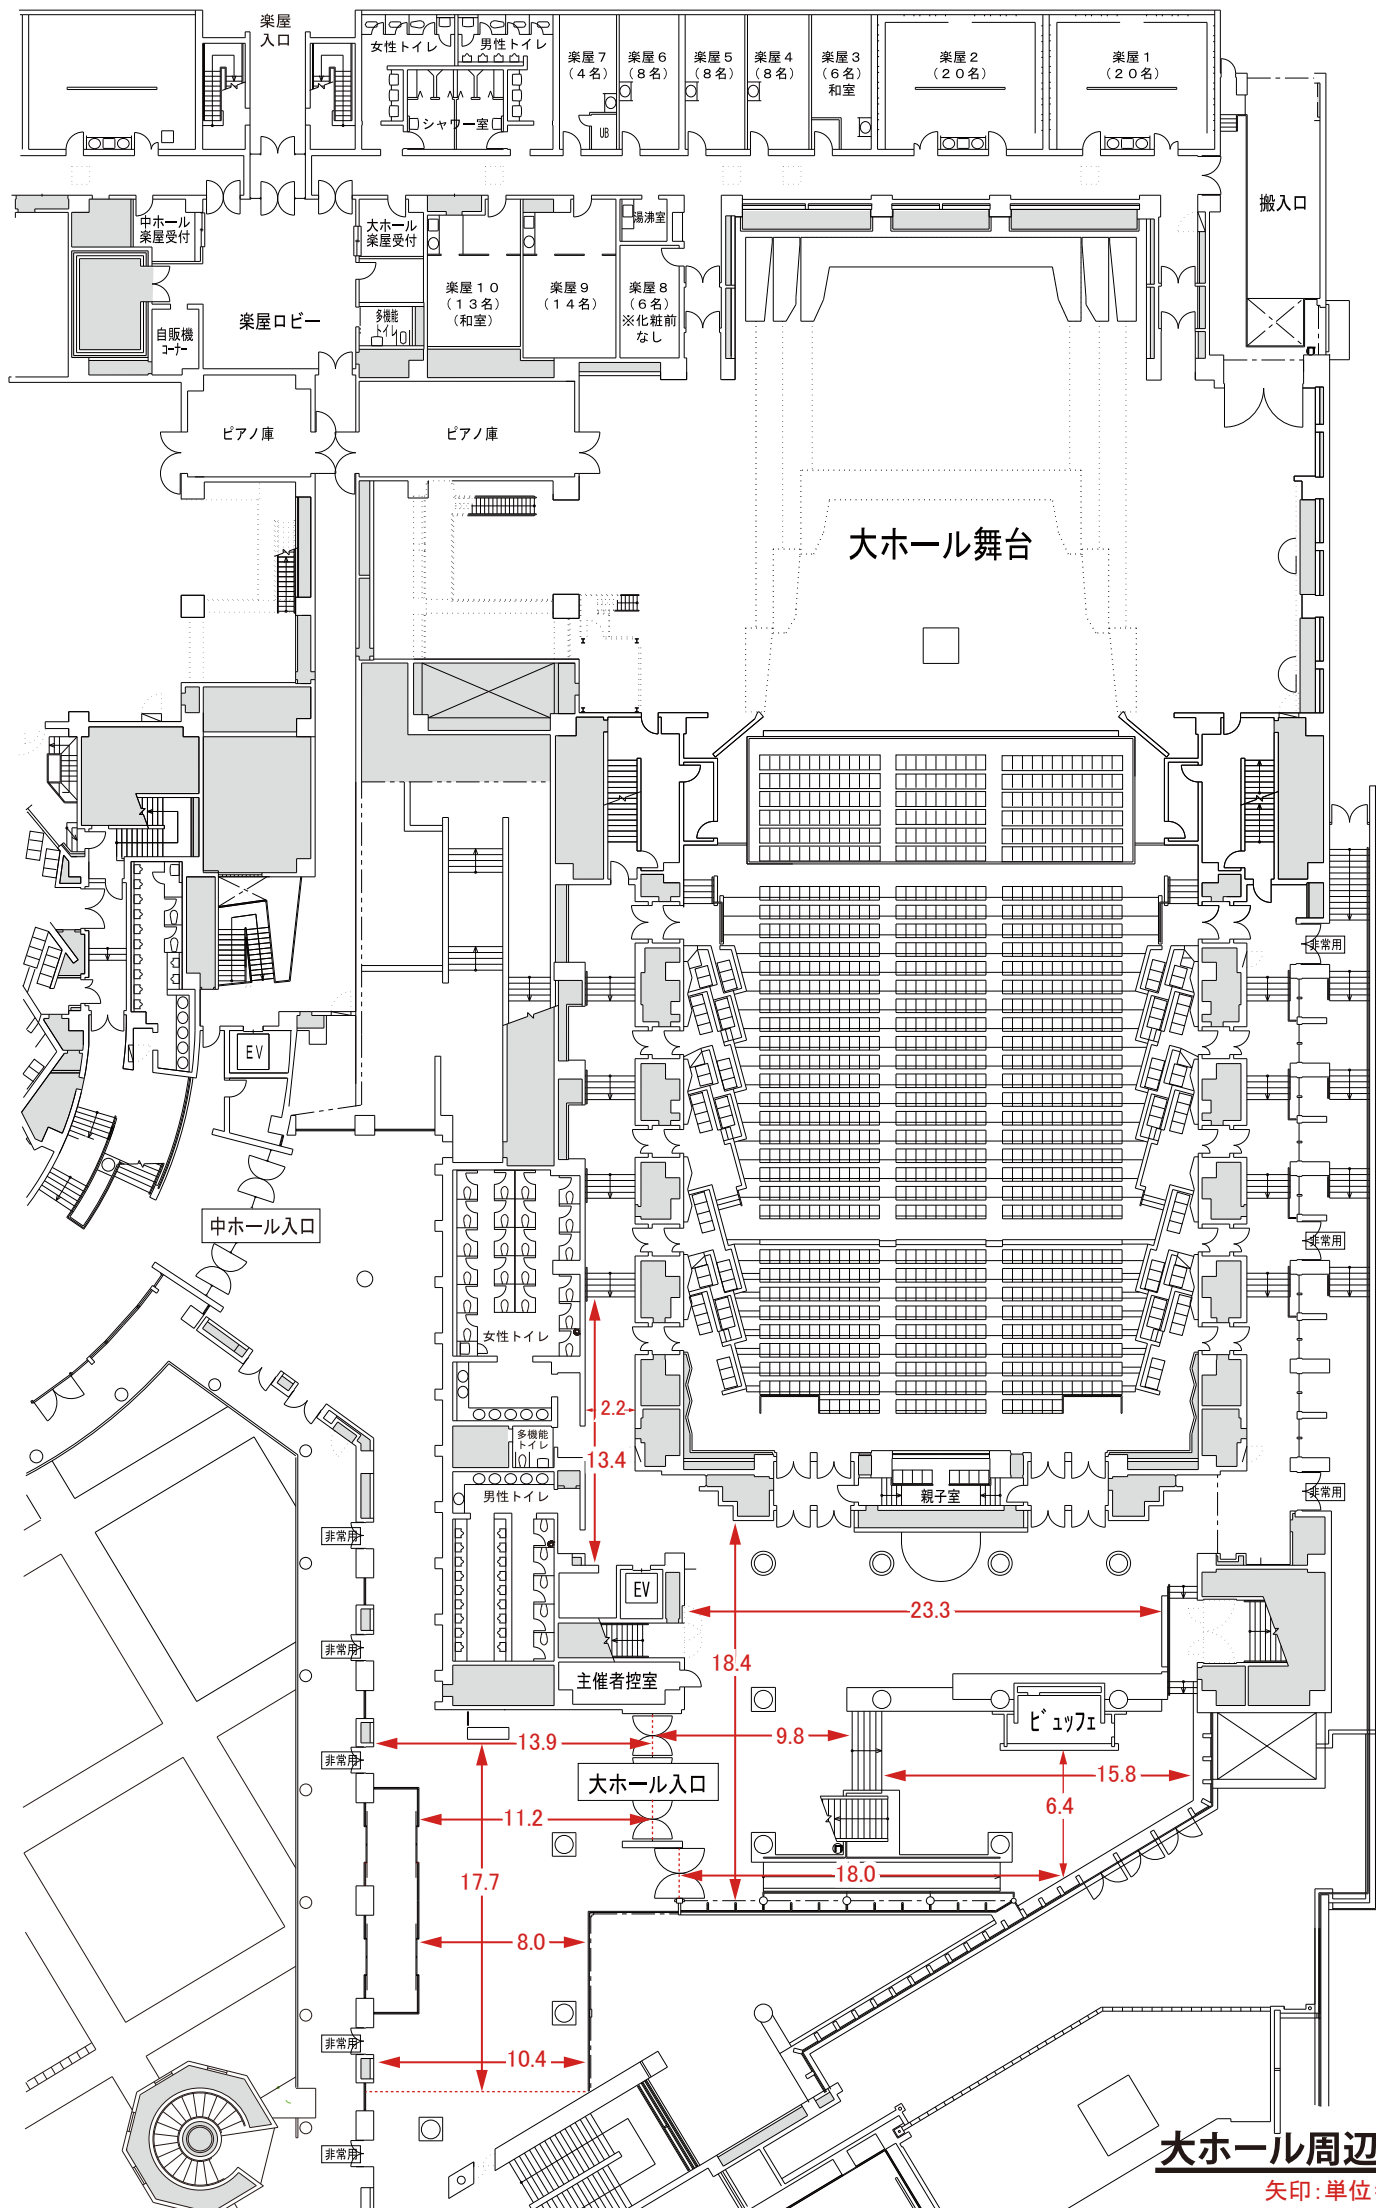 楽屋
入口
女性トイレ
男性トイレ
シャワー室
楽屋７
（４名）
UB
楽屋６
（８名）
楽屋５
（８名）
楽屋４
（８名）
楽屋３
（６名）
和室
楽屋２
（２０名）
楽屋１
（２０名）
搬入口
中ホール
楽屋受付
大ホール
楽屋受付
湯沸室
楽屋１０
（１３名）
（和室）
楽屋９
（１４名）
楽屋８
（６名）
※化粧前
なし
多機能
トイレ
楽屋ロビー
自販機
コーナー
ピアノ庫
ピアノ庫
大ホール舞台
非常用
EV
中ホール入口
非常用
女性トイレ
2.2
多機能
トイレ
13.4
男性トイレ
親子室
非常用
非常用
EV
23.3
非常用
18.4
主催者控室
ビュッフェ
13.9
9.8
非常用
大ホール入口
15.8
6.4
11.2
17.7
18.0
8.0
非常用
10.4
非常用
大ホール周辺
矢印：単位